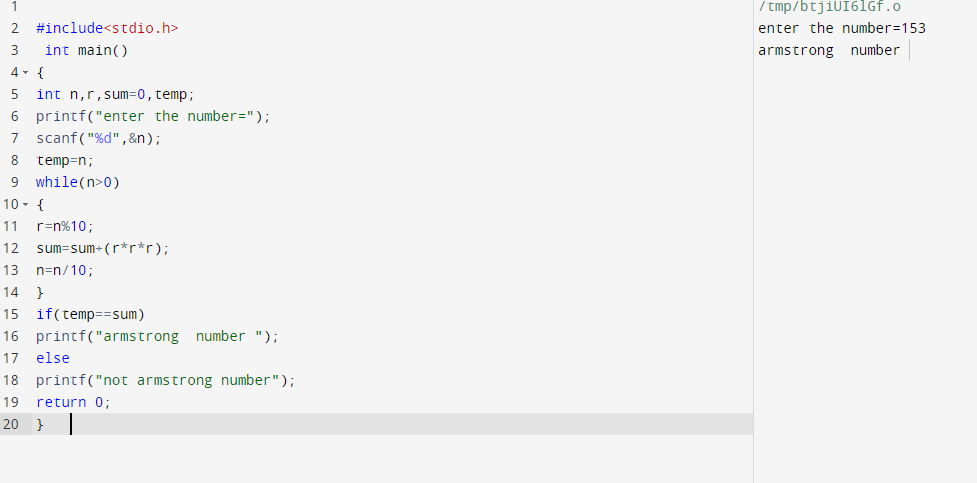 1
2 #include<stdio.h>
3 int main()
4 {
5 int n,r,sum=0,temp;
6 printf("enter the number=");
7 scanf("%d",&n);
8 temp=n;
9 while(n>0)
10 {
11 r=n%10;
12 sum=sum+(r*r*r);
13 n=n/10;
14 }
15 if(temp==sum)
16 printf("armstrong  number ");
17 else
18 printf("not armstrong number");
19 return 0;
20 }
/tmp/btjiUI6lGf.o
enter the number=153
armstrong  number